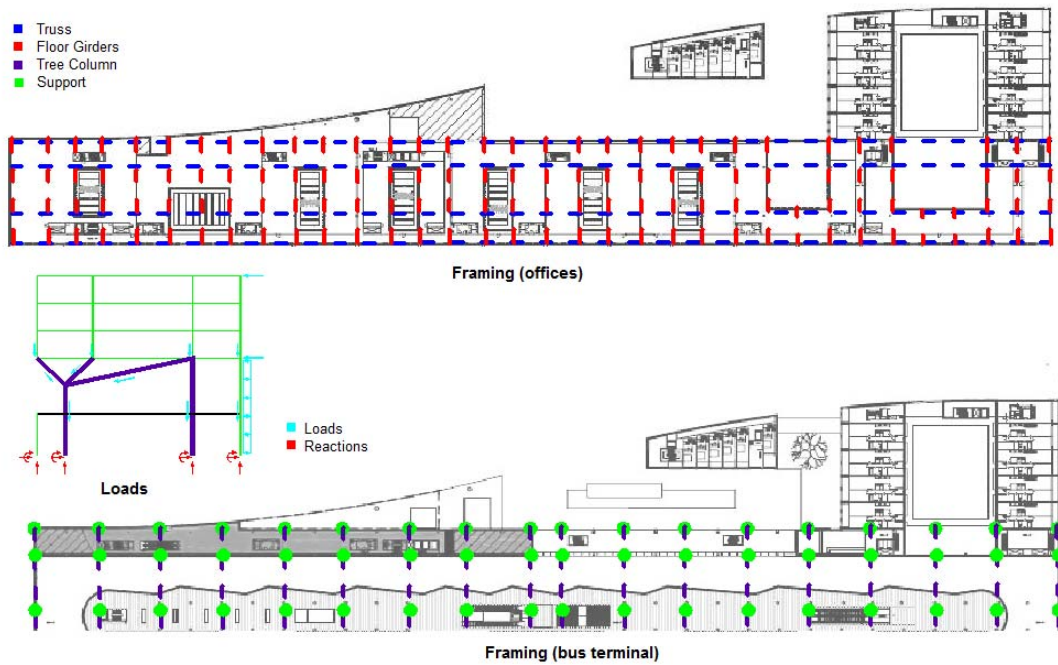 Truss
Floor Girders
Tree Column
Support
Framing (offices)
Loads
Reactions
Loads
Framing (bus terminal)